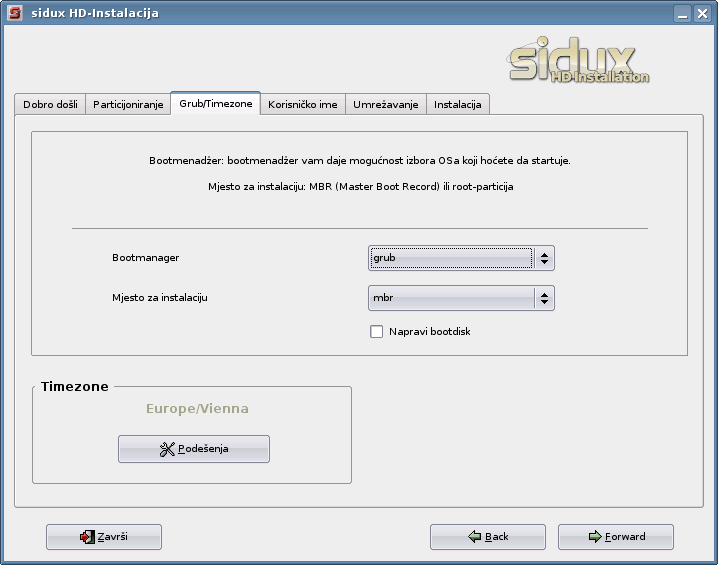 sidux HD-Instalacija
sidux
HD-Installation
Dobro došli Particijoniranje Grub/Timezone Korisničko ime Umrežavanje Instalacija
Bootmenadžer: bootmenadžer vam daje mogućnost izbora OSa koji hoćete da startuje.
Mjesto za instalaciju: MBR (Master Boot Record) ili root-particija
Bootmanager grub
Mjesto za instalaciju mbr
Napravi bootdisk
Timezone
Europe/Vienna
Podešenja
Završi Back Forward